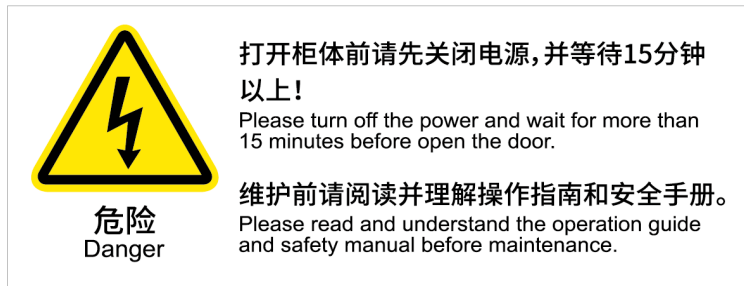 危险
Danger
打开柜体前请先关闭电源,并等待15分钟
以上!
Please turn off the power and wait for more than
15 minutes before open the door.
维护前请阅读并理解操作指南和安全手册。
Please read and understand the operation guide
and safety manual before maintenance.